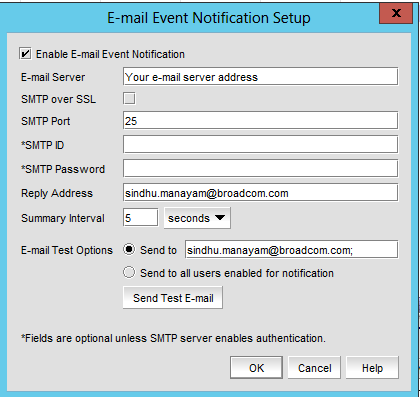 E-mail Event Notification Setup
x
Enable E-mail Event Notification
E-mail Server Your e-mail server address
SMTP over SSL
SMTP Port 25
*SMTP ID
*SMTP Password
Reply Address sindhu.manayam@broadcom.com
Summary Interval 5 seconds
E-mail Test Options Send to sindhu.manayam@broadcom.com;
Send to all users enabled for notification
Send Test E-mail
*Fields are optional unless SMTP server enables authentication.
OK Cancel Help